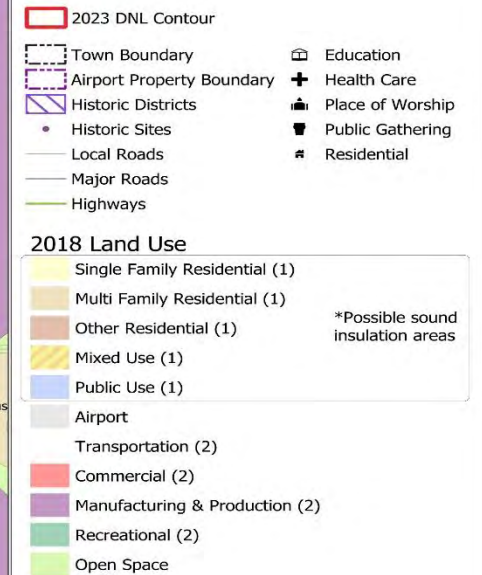 2023 DNL Contour
Town Boundary
Airport Property Boundary
Historic Districts
Historic Sites
Local Roads
Major Roads
Highways
Education
Health Care
Place of Worship
Public Gathering
Residential
2018 Land Use
Single Family Residential (1)
Multi Family Residential (1)
Other Residential (1)
Mixed Use (1)
Public Use (1)
*Possible sound
insulation areas
Airport
Transportation (2)
Commercial (2)
Manufacturing & Production (2)
Recreational (2)
Open Space